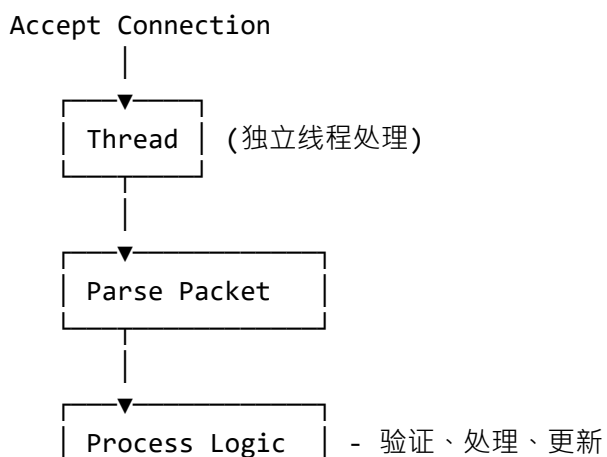 Accept Connection
Thread (独立线程处理)
Parse Packet
Process Logic - 验证、处理、更新